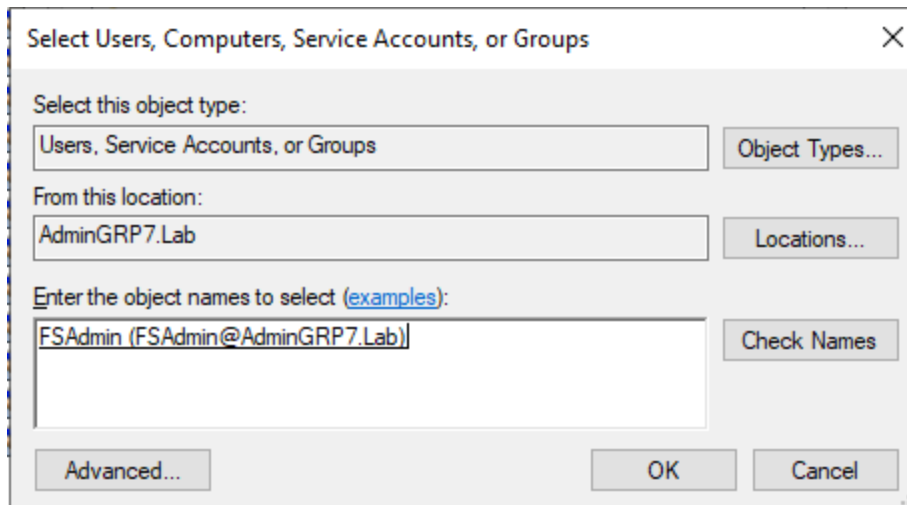 Select Users, Computers, Service Accounts, or Groups
Select this object type:
Users, Service Accounts, or Groups
Object Types...
From this location:
AdminGRP7.Lab
Locations...
Enter the object names to select (examples):
FSAdmin (FSAdmin@AdminGRP7.Lab)
Check Names
Advanced...
OK
Cancel